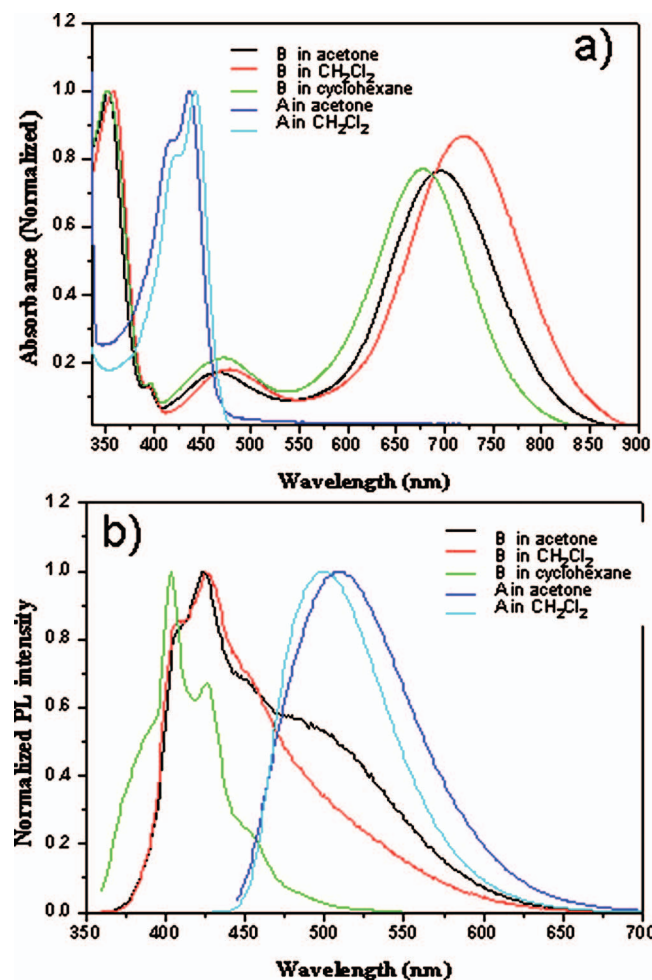 1.2
1.0
0.8
0.6
0.4
0.2
Absorbance (Normalized)
a)
B in acetone
B in CH2Cl2
B in cyclohexane
A in acetone
A in CH2Cl2
350 400 450 500 550 600 650 700 750 800 850 900
Wavelength (nm)
1.2
1.0
0.8
0.6
0.4
0.2
0.0
Normalized PL intensity
b)
B in acetone
B in CH2Cl2
B in cyclohexane
A in acetone
A in CH2Cl2
350 400 450 500 550 600 650 700
Wavelength (nm)